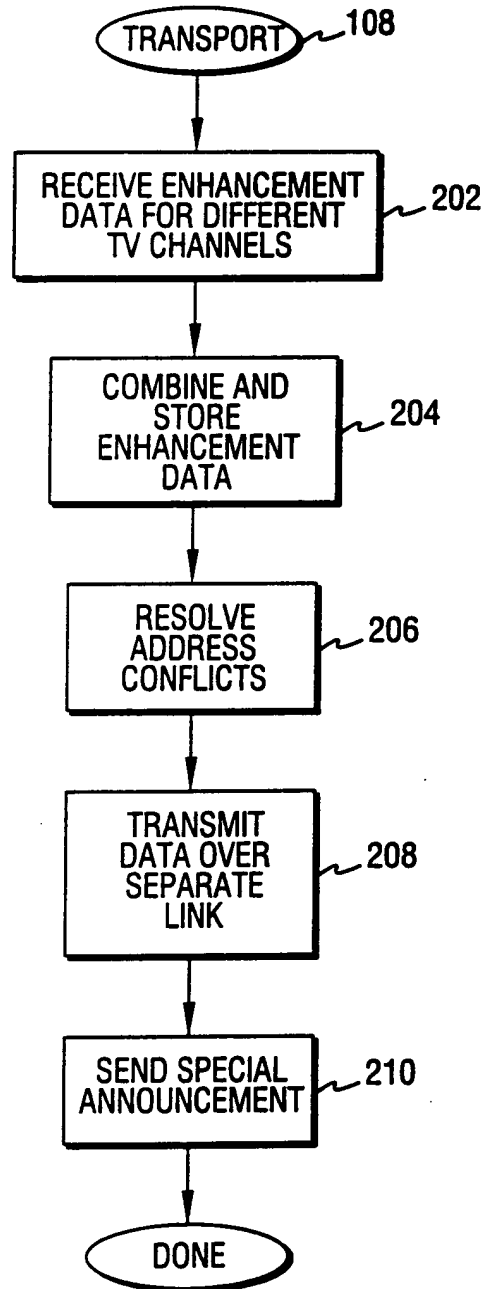 TRANSPORT 108
RECEIVE ENHANCEMENT
DATA FOR DIFFERENT
TV CHANNELS
202
COMBINE AND
STORE
ENHANCEMENT
DATA
204
RESOLVE
ADDRESS
CONFLICTS
206
TRANSMIT
DATA OVER
SEPARATE
LINK
208
SEND SPECIAL
ANNOUNCEMENT
210
DONE